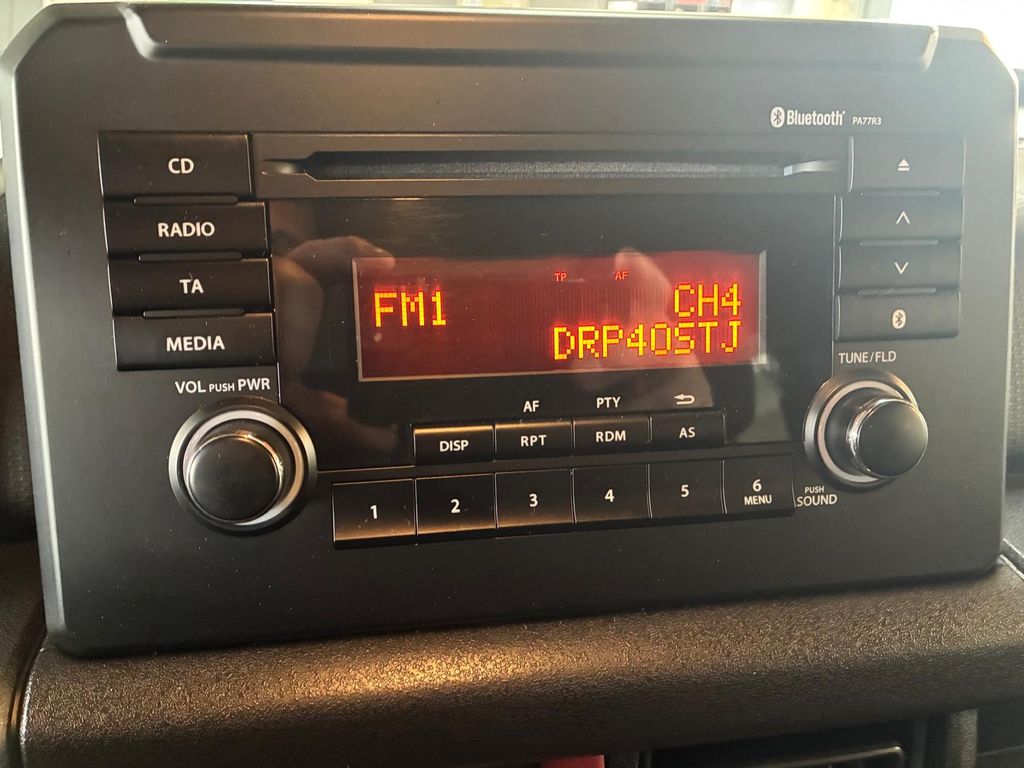 Bluetooth PA77R3
CD
RADIO
TA
MEDIA
VOL PUSH PWR
TP AF
FM1 CH4
DRP4OSTJ
TUNE/FLD
AF PTY
DISP RPT RDM AS
1 2 3 4 5 6
MENU
PUSH
SOUND